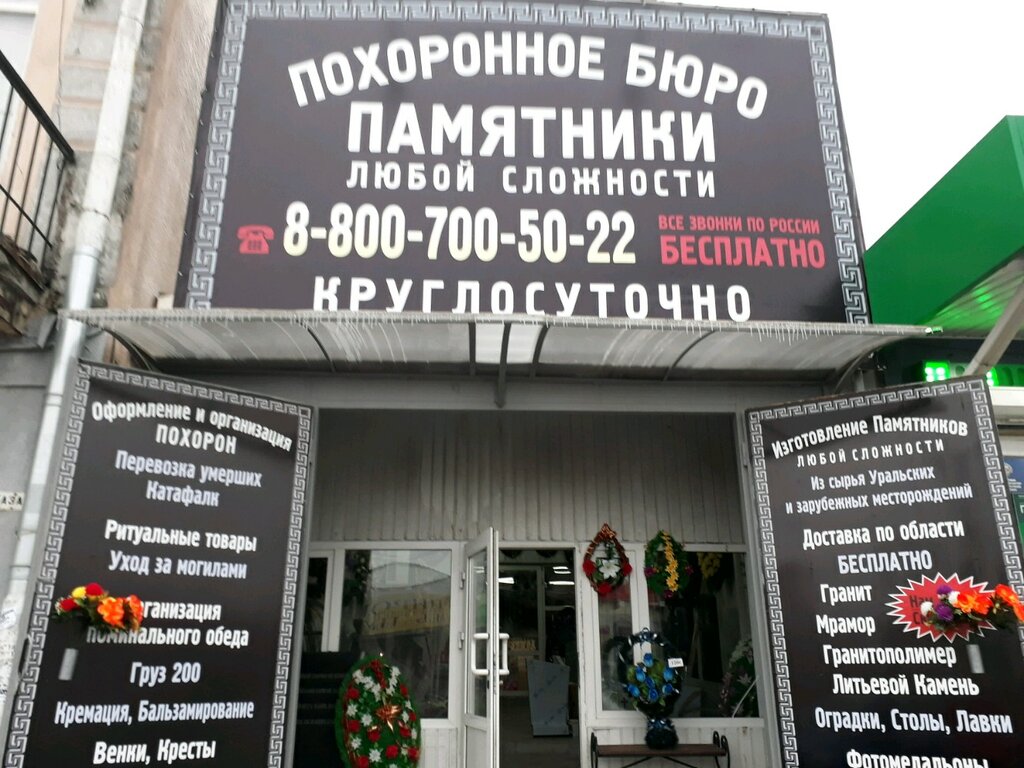 ПОХОРОННОЕ БЮРО
ПАМЯТНИКИ
ЛЮБОЙ СЛОЖНОСТИ
8-800-700-50-22
ВСЕ ЗВОНКИ ПО РОССИИ
БЕСПЛАТНО
КРУГЛОСУТОЧНО
Оформление и организация
ПОХОРОН
Перевозка умерших
Катафалк
Ритуальные товары
Уход за могилами
рганизация
поминального обеда
Груз 200
Кремация, Бальзамирование
Венки, Кресты
Изготовление Памятников
ЛЮБОЙ СЛОЖНОСТИ
Из сырья Уральских
и зарубежных месторождений
Доставка по области
БЕСПЛАТНО
Гранит
Мрамор
Гранитополимер
Литьевой Камень
Оградки, Столы, Лавки
Фотомедальоны